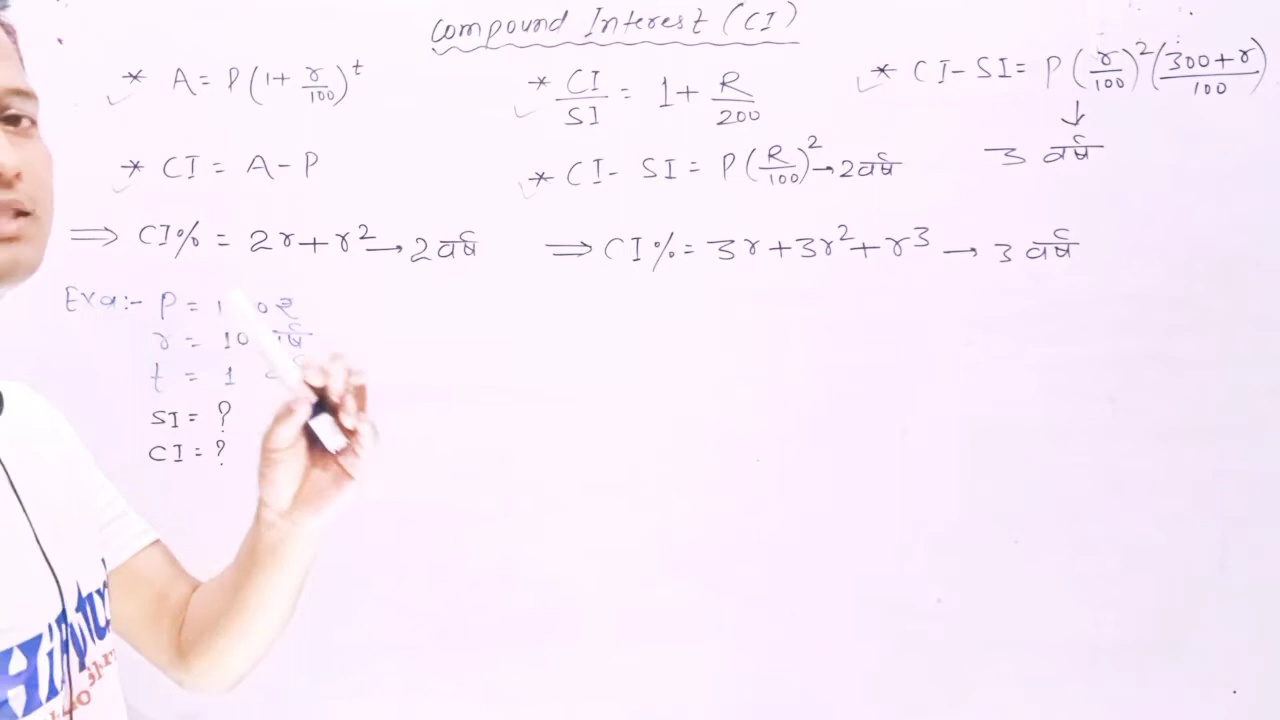 Compound Interest (CI)
* A = P(1 + r/100)^t
* CI/SI = 1 + R/200
* CI - SI = P(r/100)^2 (300 + r/100)
↓
3 वर्ष
* CI = A - P
* CI - SI = P(R/100)^2 → 2 वर्ष
⇒ CI% = 2r + r^2 → 2 वर्ष
⇒ CI% = 3r + 3r^2 + r^3 → 3 वर्ष
Exa:- P =
r = 10
t = 1
SI = ?
CI = ?